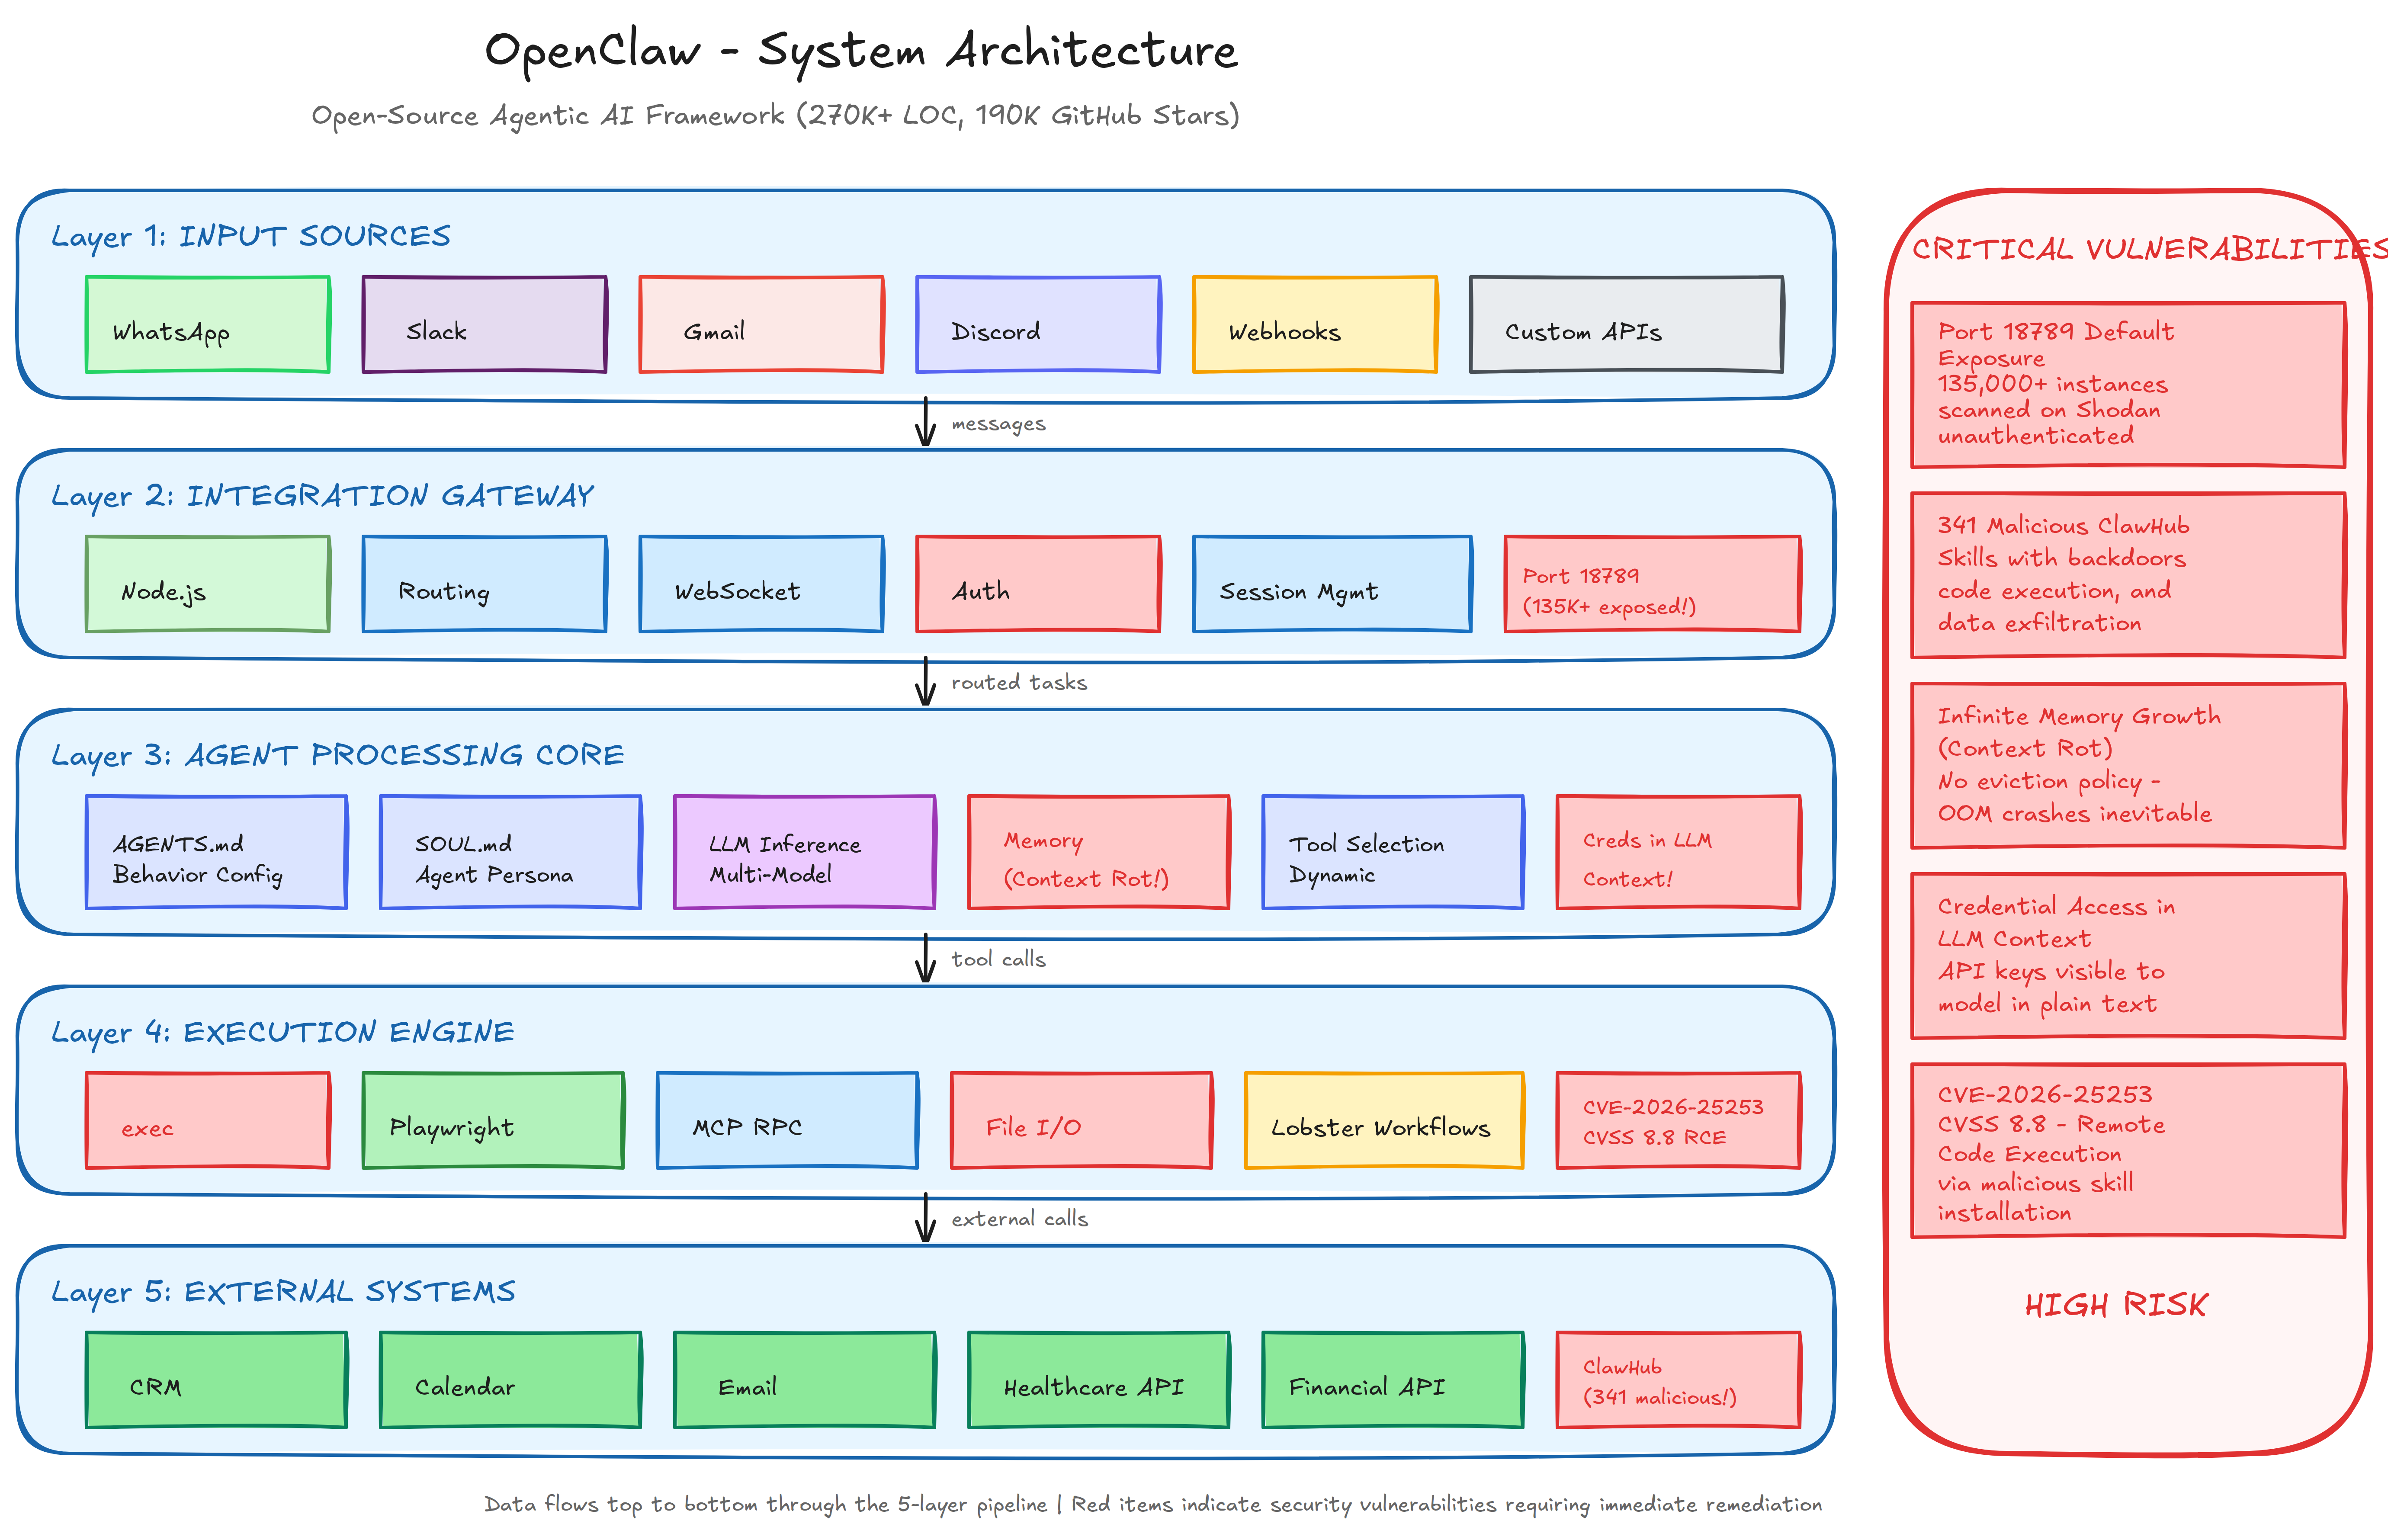 OpenClaw - System Architecture
Open-Source Agentic AI Framework (270K+ LOC, 190K GitHub Stars)
Layer 1: INPUT SOURCES
WhatsApp
Slack
Gmail
Discord
Webhooks
Custom APIs
messages
Layer 2: INTEGRATION GATEWAY
Node.js
Routing
WebSocket
Auth
Session Mgmt
Port 18789
(135K+ exposed!)
routed tasks
Layer 3: AGENT PROCESSING CORE
AGENTS.md
Behavior Config
SOUL.md
Agent Persona
LLM Inference
Multi-Model
Memory
(Context Rot!)
Tool Selection
Dynamic
Creds in LLM
Context!
tool calls
Layer 4: EXECUTION ENGINE
exec
Playwright
MCP RPC
File I/O
Lobster Workflows
CVE-2026-25253
CVSS 8.8 RCE
external calls
Layer 5: EXTERNAL SYSTEMS
CRM
Calendar
Email
Healthcare API
Financial API
ClawHub
(341 malicious!)
CRITICAL VULNERABILITIES
Port 18789 Default
Exposure
135,000+ instances
scanned on Shodan
unauthenticated
341 Malicious ClawHub
Skills with backdoors
code execution, and
data exfiltration
Infinite Memory Growth
(Context Rot)
No eviction policy -
OOM crashes inevitable
Credential Access in
LLM Context
API keys visible to
model in plain text
CVE-2026-25253
CVSS 8.8 - Remote
Code Execution
via malicious skill
installation
HIGH RISK
Data flows top to bottom through the 5-layer pipeline | Red items indicate security vulnerabilities requiring immediate remediation